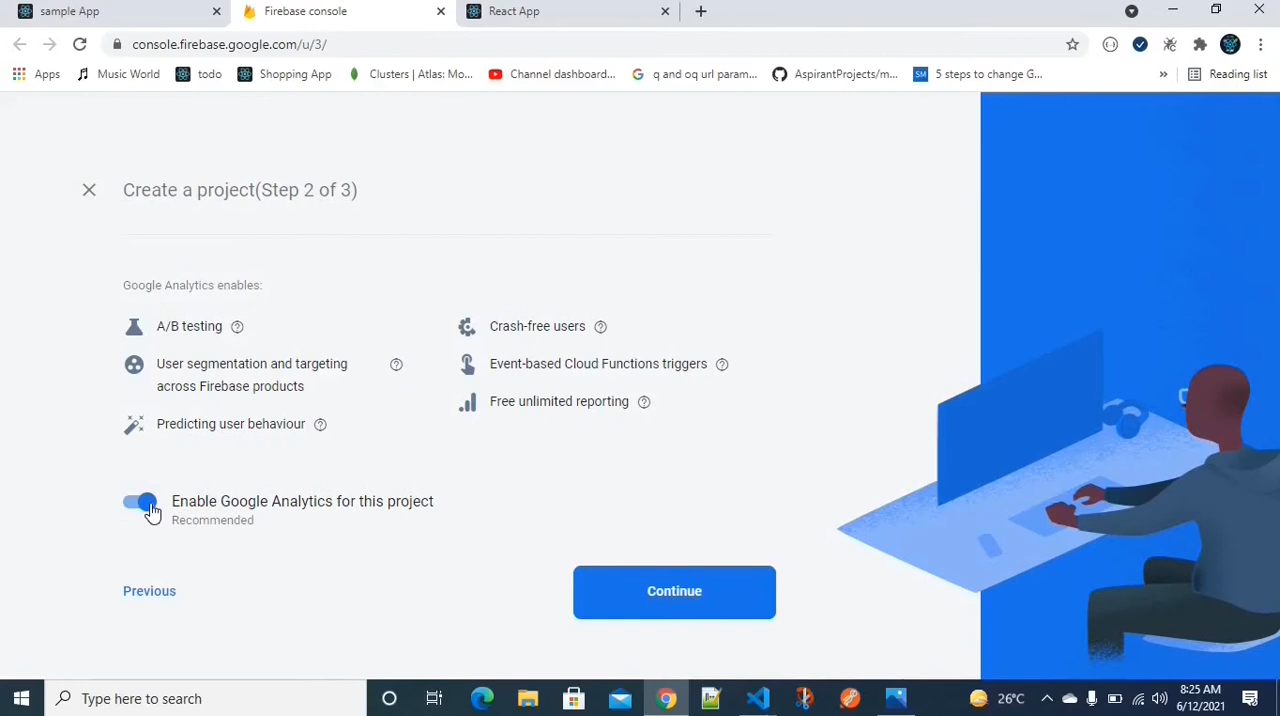 sample App
Firebase console
React App
console.firebase.google.com/u/3/
Apps
Music World
todo
Shopping App
Clusters | Atlas: Mo...
Channel dashboard...
q and oq url param...
AspirantProjects/m...
SM
5 steps to change G...
»
Reading list
Create a project(Step 2 of 3)
Google Analytics enables:
A/B testing
User segmentation and targeting
across Firebase products
Predicting user behaviour
Crash-free users
Event-based Cloud Functions triggers
Free unlimited reporting
Enable Google Analytics for this project
Recommended
Previous
Continue
Type here to search
26°C
8:25 AM
6/12/2021